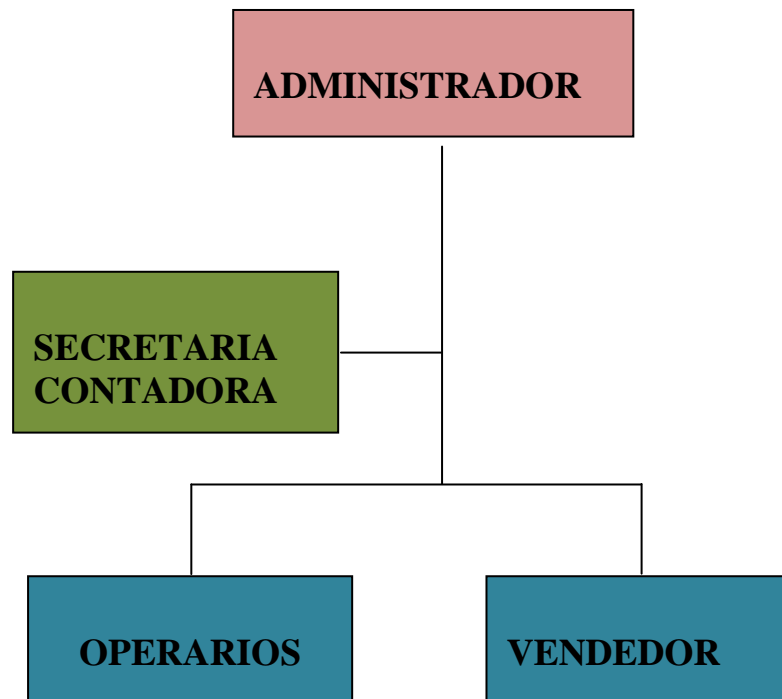 ADMINISTRADOR
SECRETARIA
CONTADORA
OPERARIOS
VENDEDOR